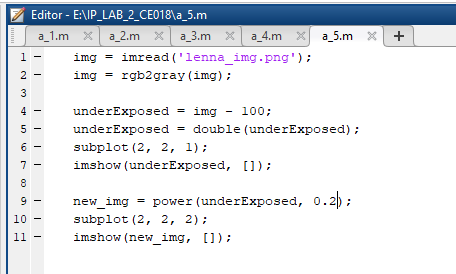 Editor - E:\IP_LAB_2_CE018\a_5.m
a_1.m × a_2.m × a_3.m × a_4.m × a_5.m × +
1 - img = imread('lenna_img.png');
2 - img = rgb2gray(img);
3
4 - underExposed = img - 100;
5 - underExposed = double(underExposed);
6 - subplot(2, 2, 1);
7 - imshow(underExposed, []);
8
9 - new_img = power(underExposed, 0.2);
10 - subplot(2, 2, 2);
11 - imshow(new_img, []);